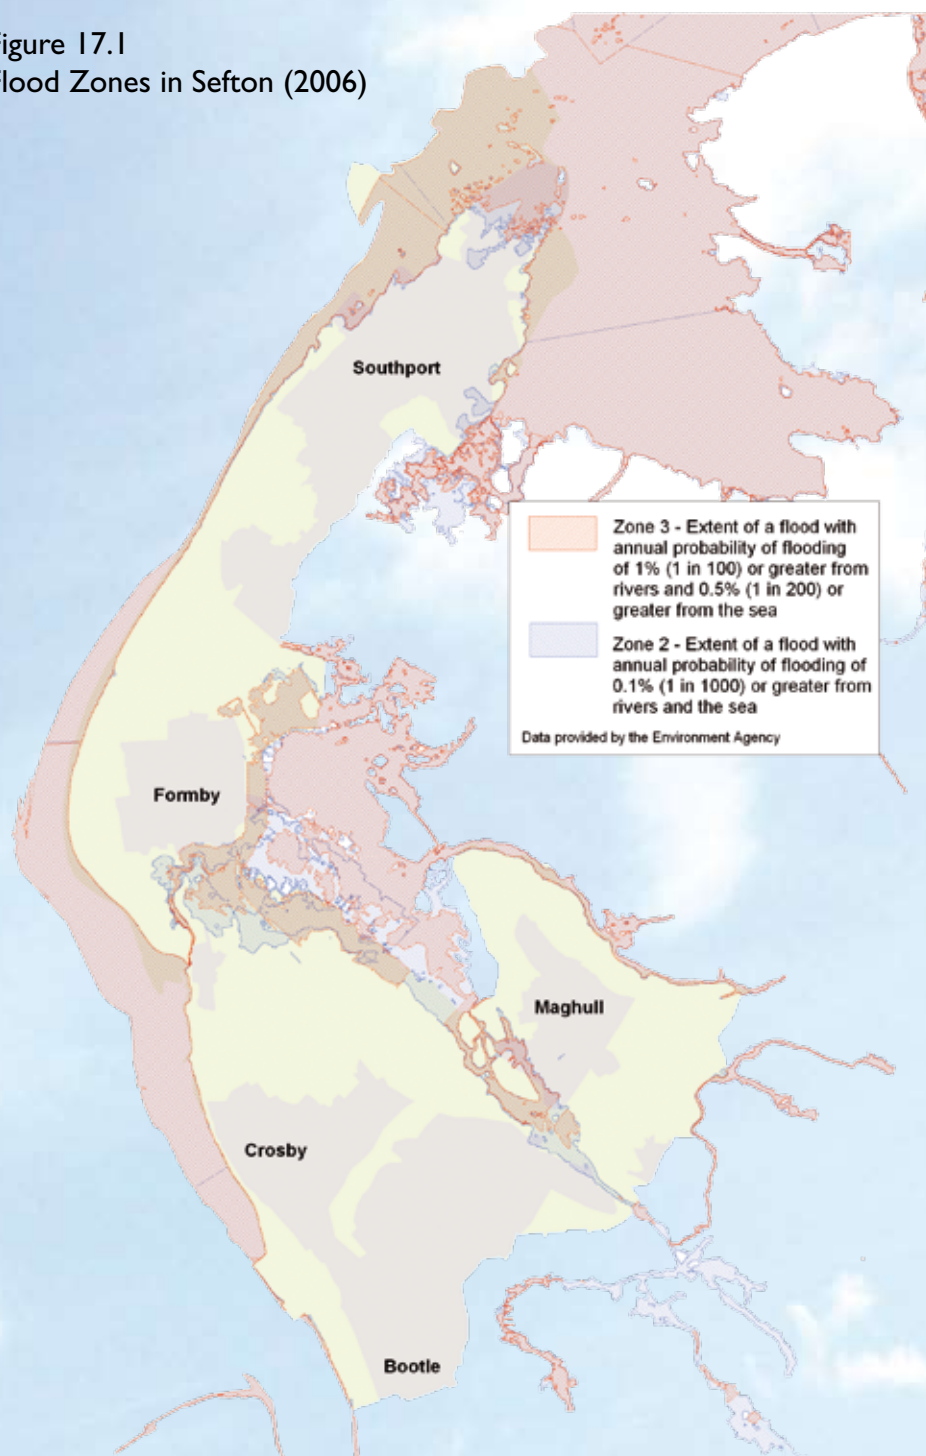 igure 17.1
lood Zones in Sefton (2006)
Southport
Zone 3 - Extent of a flood with
annual probability of flooding
of 1% (1 in 100) or greater from
rivers and 0.5% (1 in 200) or
greater from the sea
Zone 2 - Extent of a flood with
annual probability of flooding of
0.1% (1 in 1000) or greater from
rivers and the sea
Data provided by the Environment Agency
Formby
Maghull
Crosby
Bootle